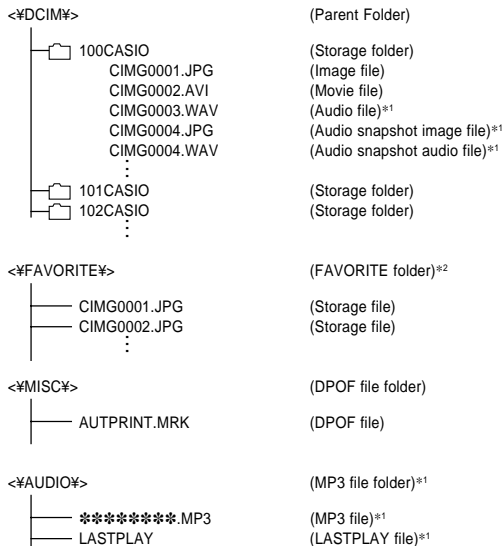 <¥DCIM¥> (Parent Folder)
100CASIO (Storage folder)
CIMG0001.JPG (Image file)
CIMG0002.AVI (Movie file)
CIMG0003.WAV (Audio file)*1
CIMG0004.JPG (Audio snapshot image file)*1
CIMG0004.WAV (Audio snapshot audio file)*1
101CASIO (Storage folder)
102CASIO (Storage folder)
<¥FAVORITE¥> (FAVORITE folder)*2
CIMG0001.JPG (Storage file)
CIMG0002.JPG (Storage file)
<¥MISC¥> (DPOF file folder)
AUTPRINT.MRK (DPOF file)
<¥AUDIO¥> (MP3 file folder)*1
✽✽✽✽✽✽✽✽.MP3 (MP3 file)*1
LASTPLAY (LASTPLAY file)*1